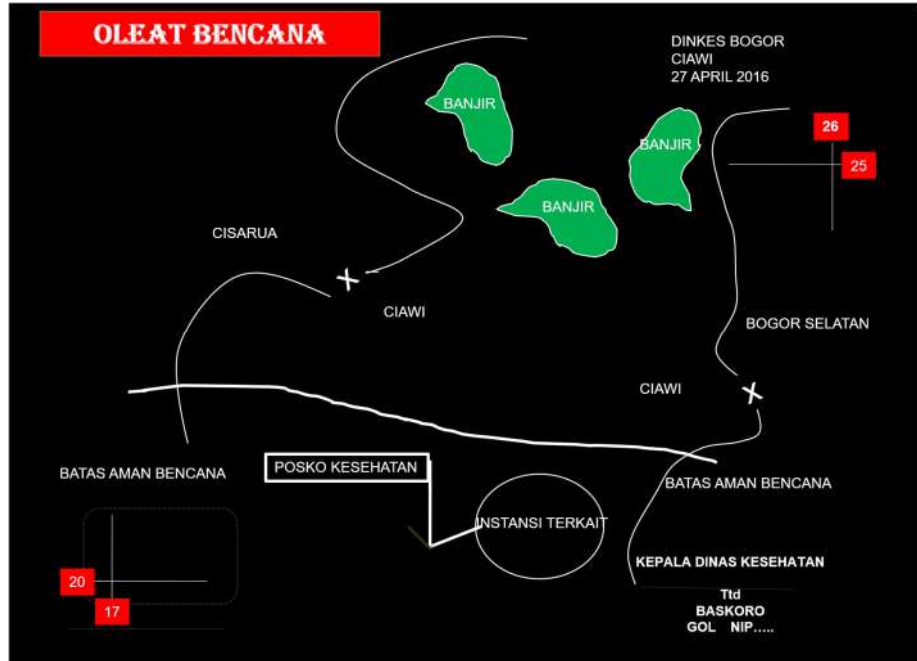 OLEAT BENCANA
DINKES BOGOR
CIAWI
27 APRIL 2016
BANJIR
26
BANJIR
25
BANJIR
CISARUA
X
CIAWI
BOGOR SELATAN
CIAWI
X
BATAS AMAN BENCANA
POSKO KESEHATAN
BATAS AMAN BENCANA
INSTANSI TERKAIT
KEPALA DINAS KESEHATAN
20
17
Ttd
BASKORO
GOL NIP.....